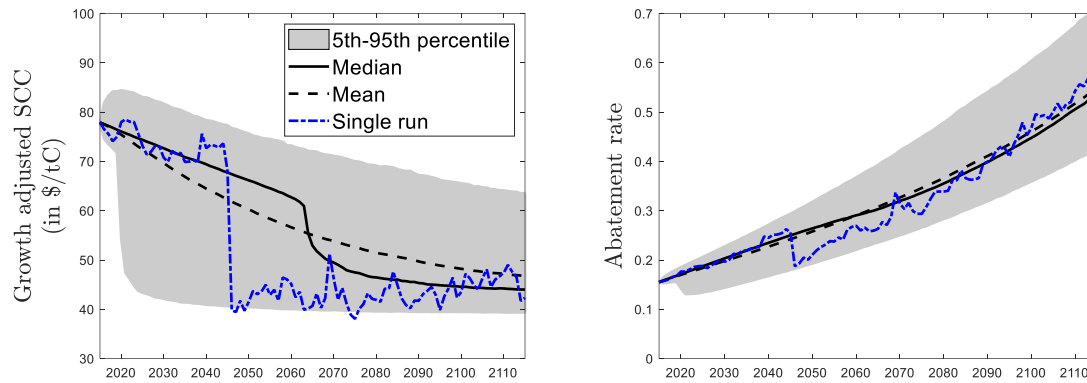 Growth adjusted SCC
(in $/tC)
100
90
80
70
60
50
40
30
2020 2030 2040 2050 2060 2070 2080 2090 2100 2110
5th-95th percentile
Median
Mean
Single run
Abatement rate
0.7
0.6
0.5
0.4
0.3
0.2
0.1
0
2020 2030 2040 2050 2060 2070 2080 2090 2100 2110